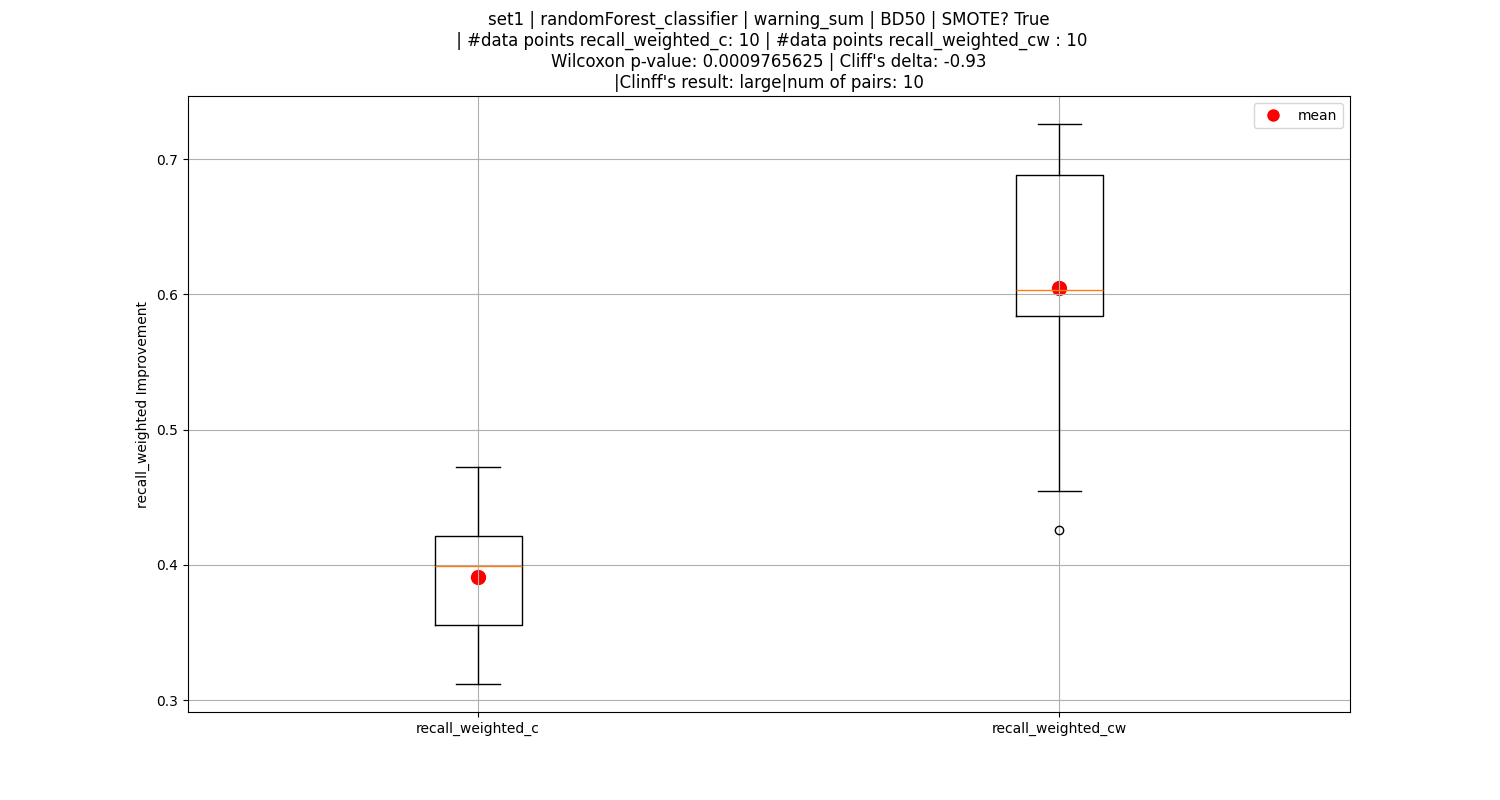 set1 | randomForest_classifier | warning_sum | BD50 | SMOTE? True
| #data points recall_weighted_c: 10 | #data points recall_weighted_cw : 10
Wilcoxon p-value: 0.0009765625 | Cliff's delta: -0.93
|Clinff's result: large|num of pairs: 10
mean
recall_weighted Improvement
0.7
0.6
0.5
0.4
0.3
recall_weighted_c
recall_weighted_cw